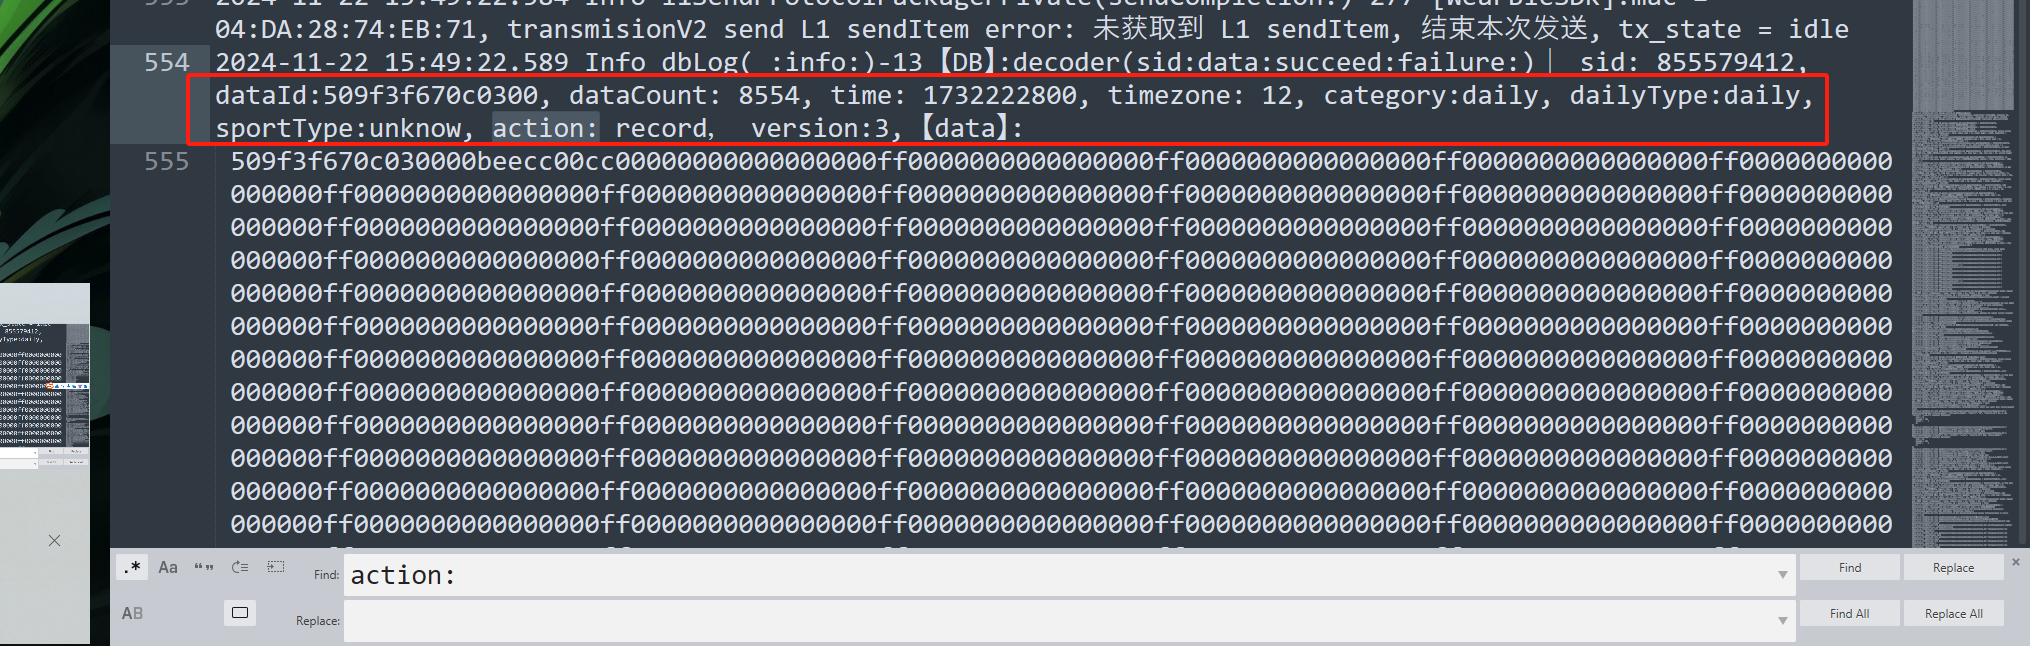 04:DA:28:74:EB:71, transmisionV2 send L1 sendItem error: 未获取到 L1 sendItem, 结束本次发送, tx_state = idle
554 2024-11-22 15:49:22.589 Info dbLog(_:info:)-13【DB】:decoder(sid:data:succeed:failure:)｜ sid: 855579412,
dataId:509f3f670c0300, dataCount: 8554, time: 1732222800, timezone: 12, category:daily, dailyType:daily,
sportType:unknow, action: record, version:3,【data】:
555 509f3f670c030000beecc00cc00000000000000000ff0000000000000000ff0000000000000000ff0000000000000000ff0000000000
000000ff0000000000000000ff0000000000000000ff0000000000000000ff0000000000000000ff0000000000000000ff0000000000
000000ff0000000000000000ff0000000000000000ff0000000000000000ff0000000000000000ff0000000000000000ff0000000000
000000ff0000000000000000ff0000000000000000ff0000000000000000ff0000000000000000ff0000000000000000ff0000000000
000000ff0000000000000000ff0000000000000000ff0000000000000000ff0000000000000000ff0000000000000000ff0000000000
000000ff0000000000000000ff0000000000000000ff0000000000000000ff0000000000000000ff0000000000000000ff0000000000
000000ff0000000000000000ff0000000000000000ff0000000000000000ff0000000000000000ff0000000000000000ff0000000000
000000ff0000000000000000ff0000000000000000ff0000000000000000ff0000000000000000ff0000000000000000ff0000000000
000000ff0000000000000000ff0000000000000000ff0000000000000000ff0000000000000000ff0000000000000000ff0000000000
000000ff0000000000000000ff0000000000000000ff0000000000000000ff0000000000000000ff0000000000000000ff0000000000
000000ff0000000000000000ff0000000000000000ff0000000000000000ff0000000000000000ff0000000000000000ff0000000000
000000ff0000000000000000ff0000000000000000ff0000000000000000ff0000000000000000ff0000000000000000ff0000000000
.* Aa “” Find: action: Find Replace
AB Replace: Find All Replace All